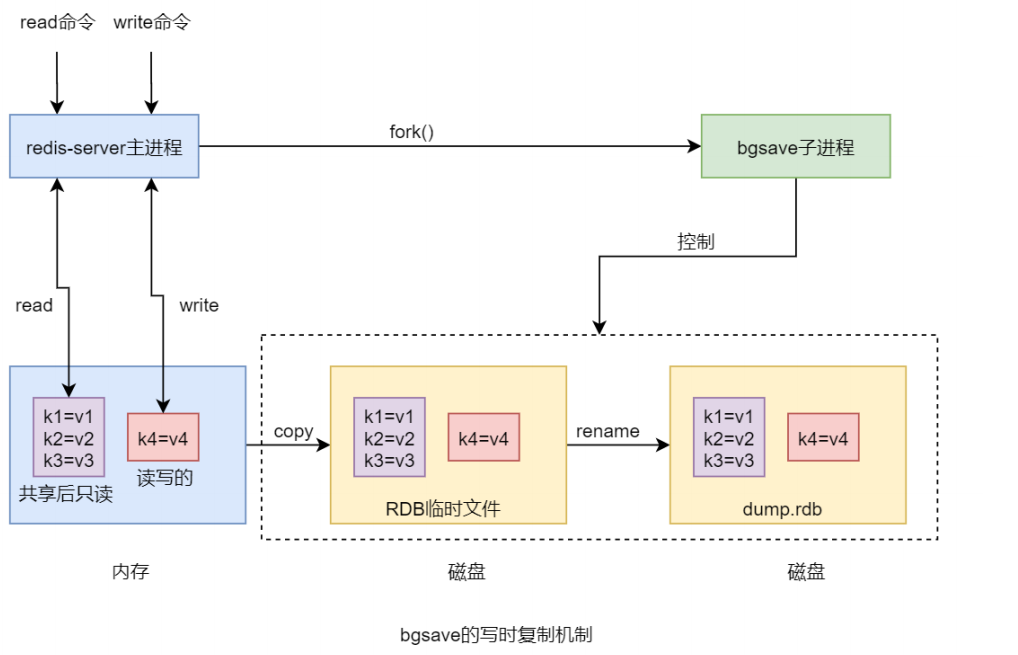 read命令
write命令
redis-server主进程
fork()
bgsave子进程
控制
read
write
k1=v1
k2=v2
k3=v3
k4=v4
共享后只读
读写的
copy
k1=v1
k2=v2
k3=v3
k4=v4
RDB临时文件
rename
k1=v1
k2=v2
k3=v3
k4=v4
dump.rdb
内存
磁盘
磁盘
bgsave的写时复制机制